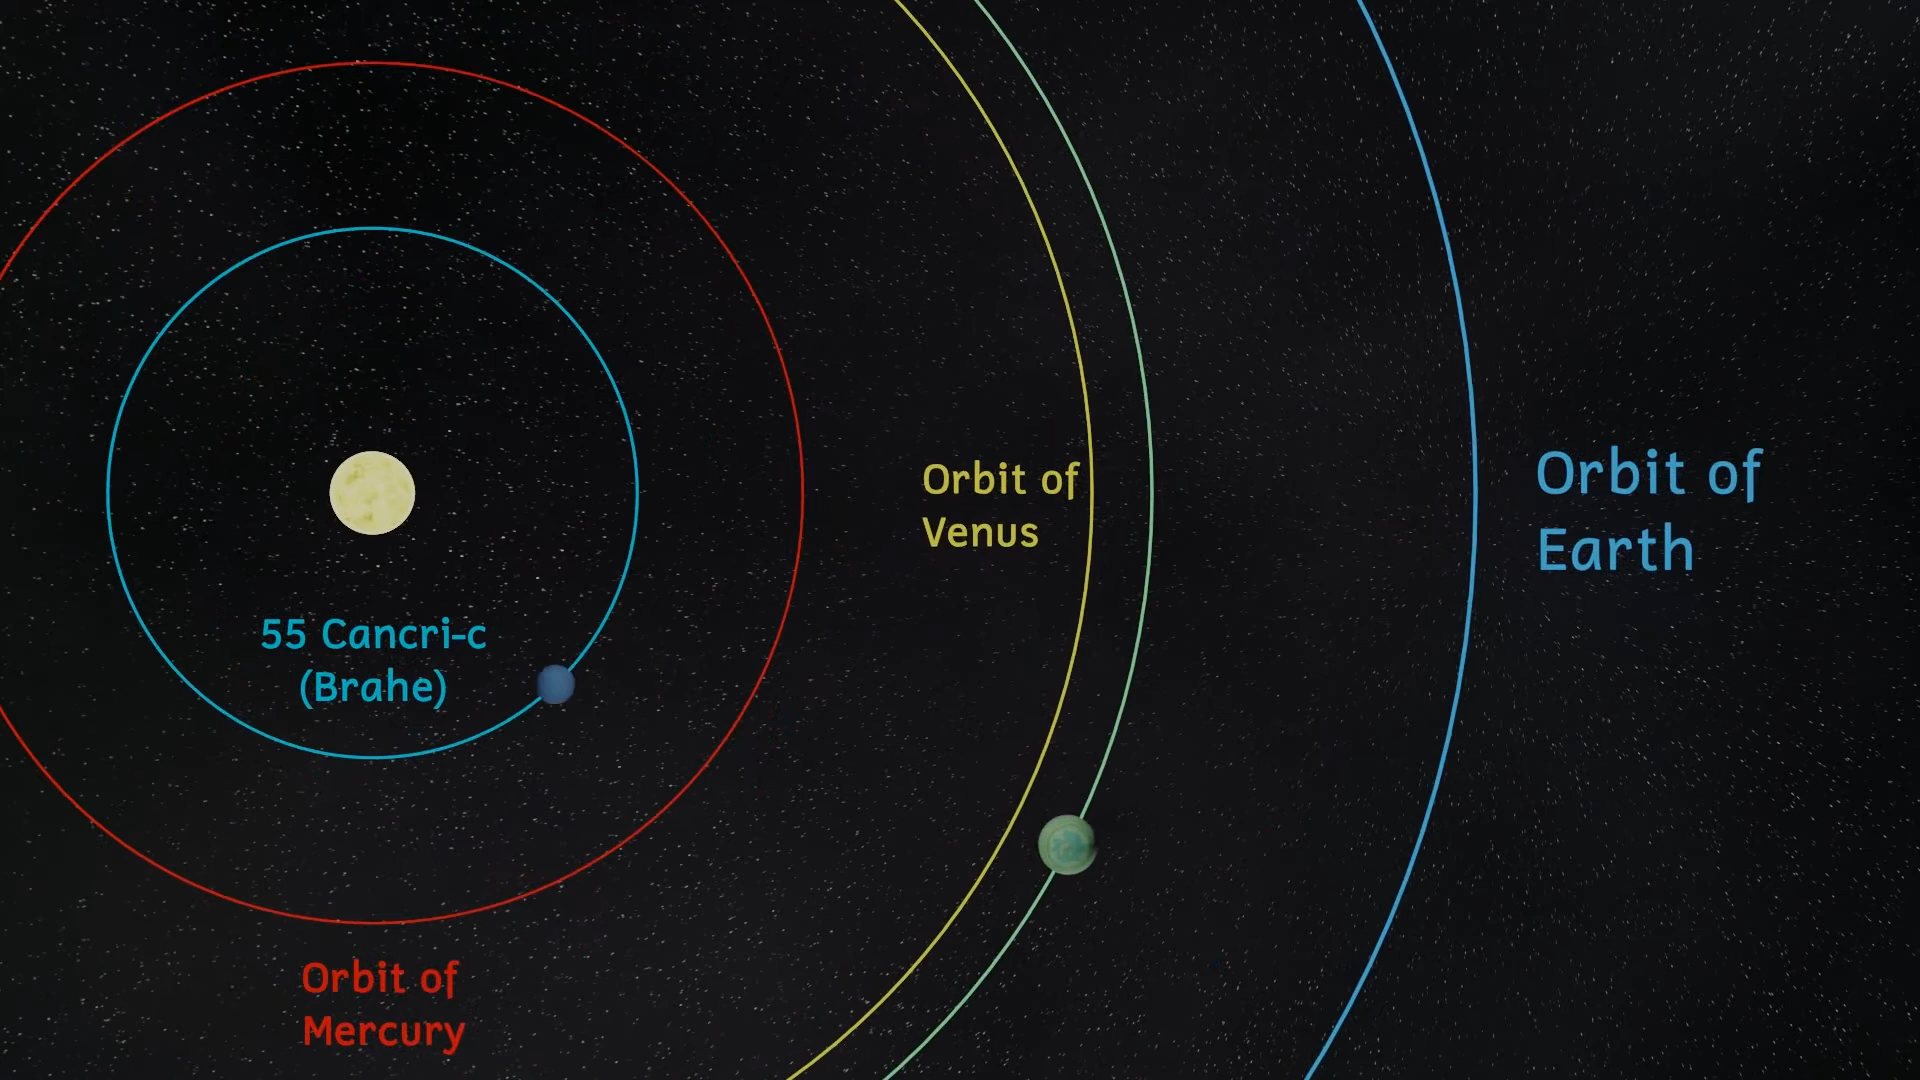 Orbit of
Venus
Orbit of
Earth
55 Cancri-c
(Brahe)
Orbit of
Mercury